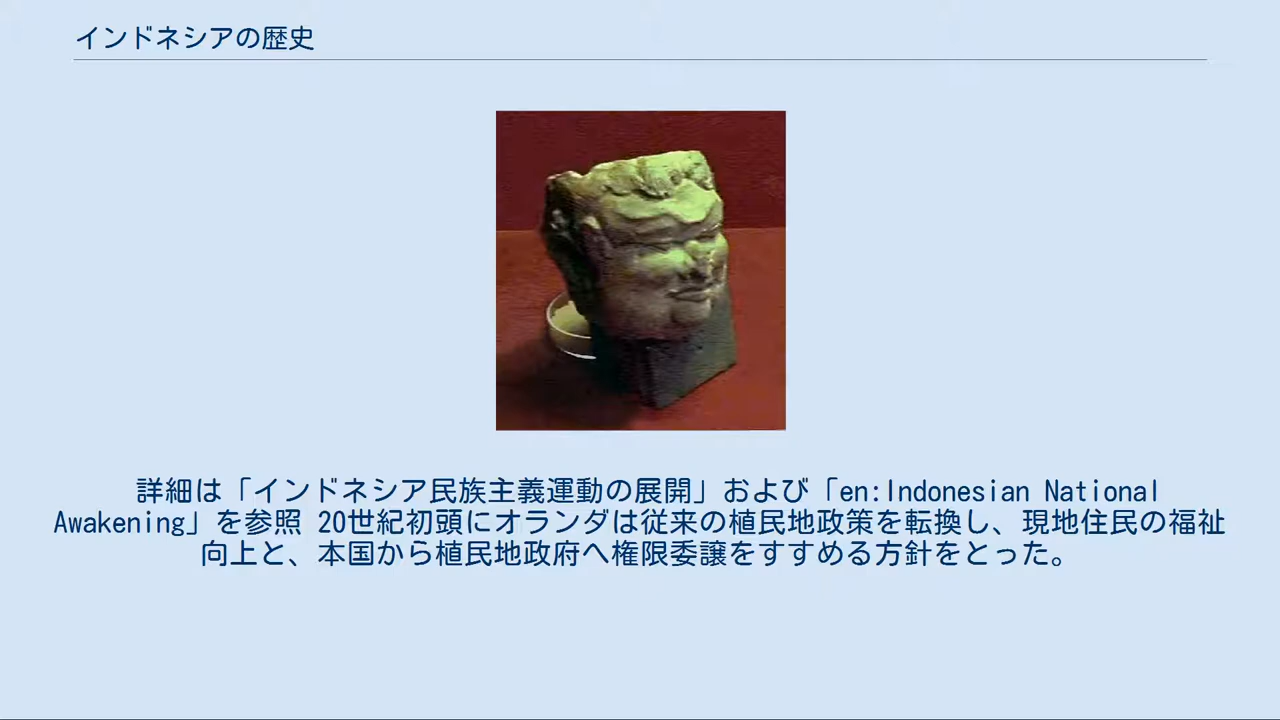 インドネシアの歴史
詳細は「インドネシア民族主義運動の展開」および「en:Indonesian National
Awakening」を参照 20世紀初頭にオランダは従来の植民地政策を転換し、現地住民の福祉
向上と、本国から植民地政府へ権限委譲をすすめる方針をとった。